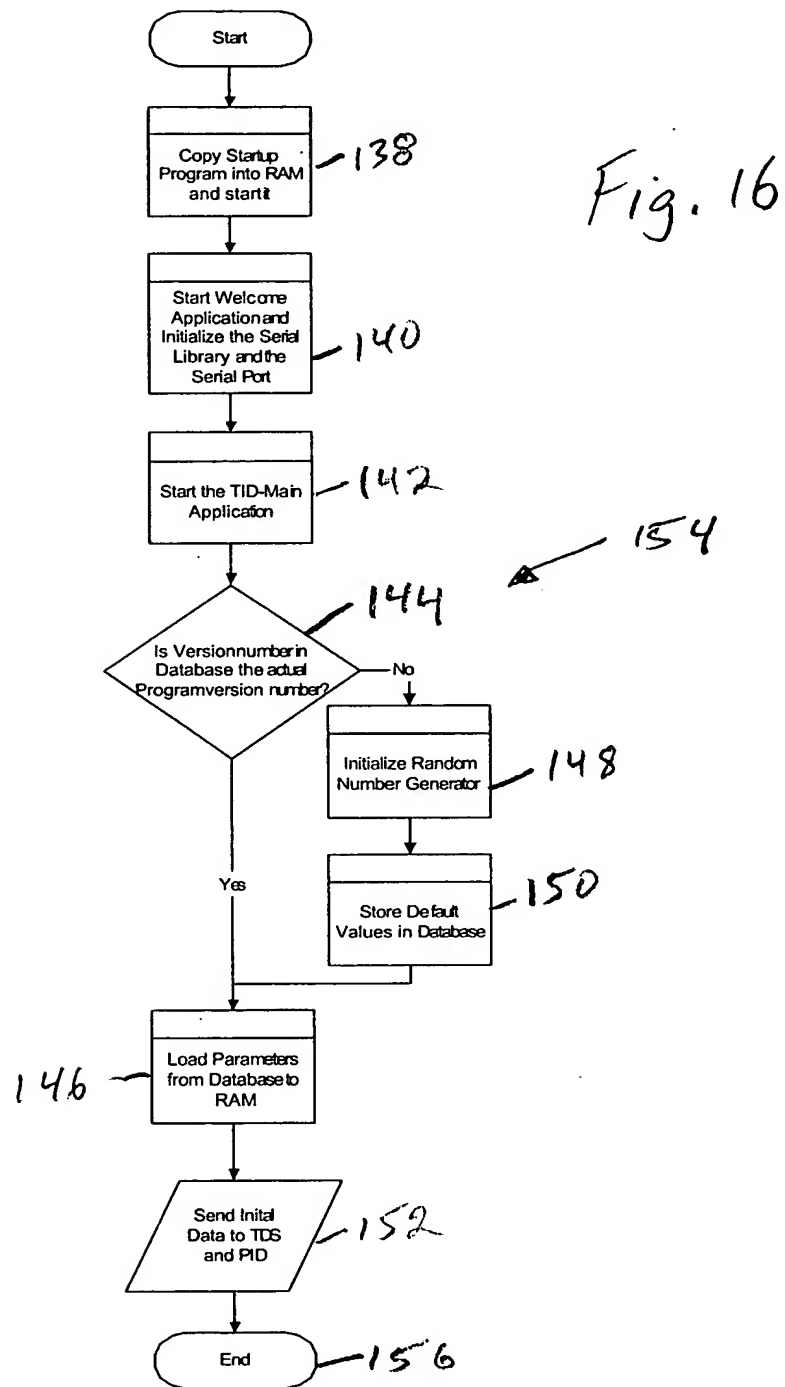 Start
Copy Startup
Program into RAM
and start it
138
Fig. 16
Start Welcome
Application and
Initialize the Serial
Library and the
Serial Port
140
Start the TID-Main
Application
142
154
144
Is Versionnumber in
Database the actual
Programversion number?
No
Initialize Random
Number Generator
148
Yes
Store Default
Values in Database
150
Load Parameters
from Database to
RAM
146
Send Inital
Data to TDS
and PID
152
End
156